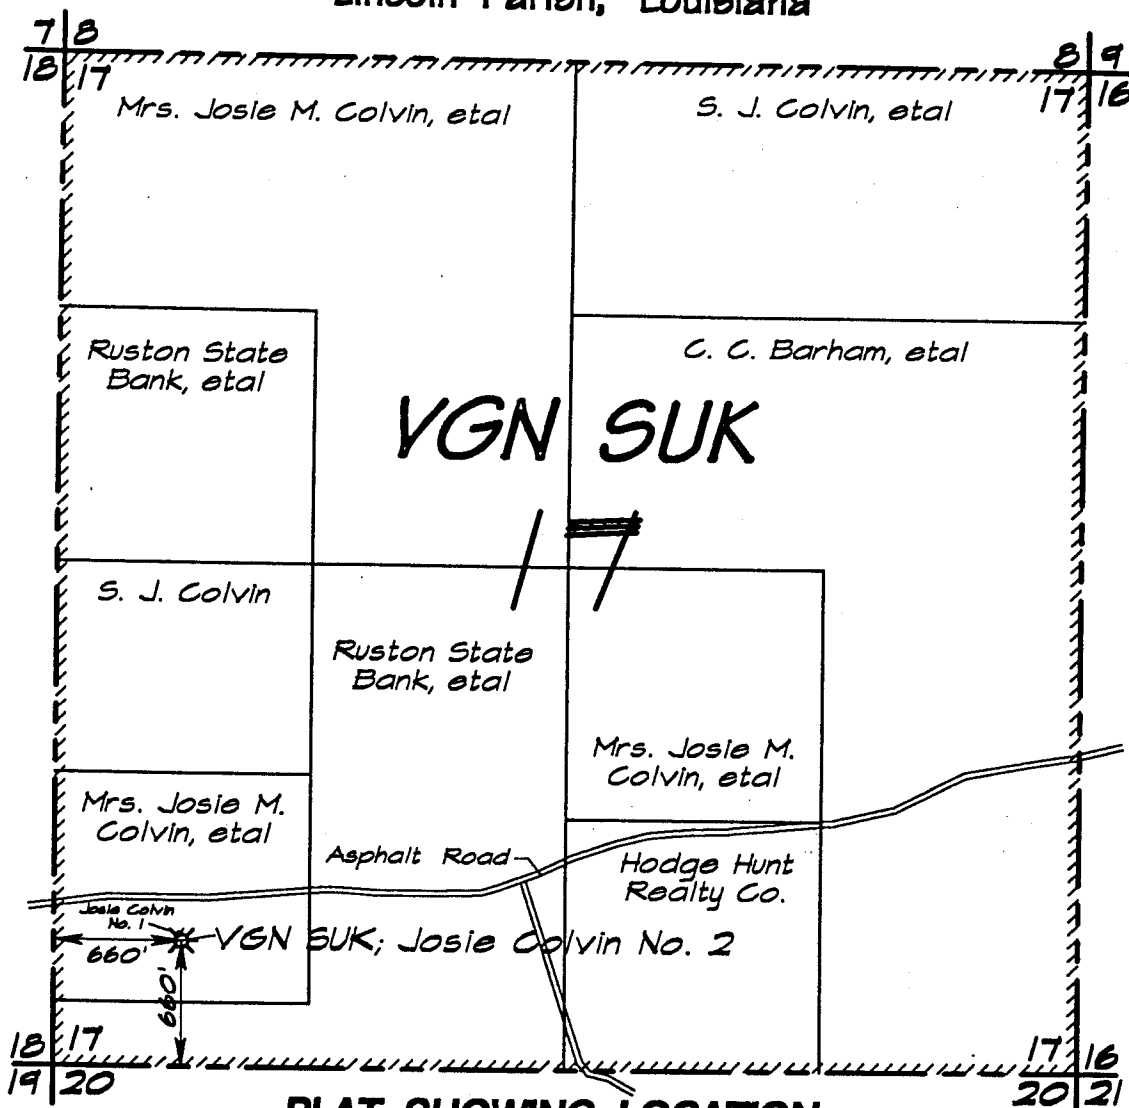 Lincoln Parish, Louisiana
7 8
18 17
8 9
17 16
Mrs. Josie M. Colvin, etal
S. J. Colvin, etal
Ruston State
Bank, etal
C. C. Barham, etal
VGN SUK
17
S. J. Colvin
Ruston State
Bank, etal
Mrs. Josie M.
Colvin, etal
Mrs. Josie M.
Colvin, etal
Asphalt Road
Hodge Hunt
Realty Co.
Josie Colvin
No. 1
VGN SUK; Josie Colvin No. 2
660'
660'
18 17
19 20
17 16
20 21
PLAT SHOWING LOCATION